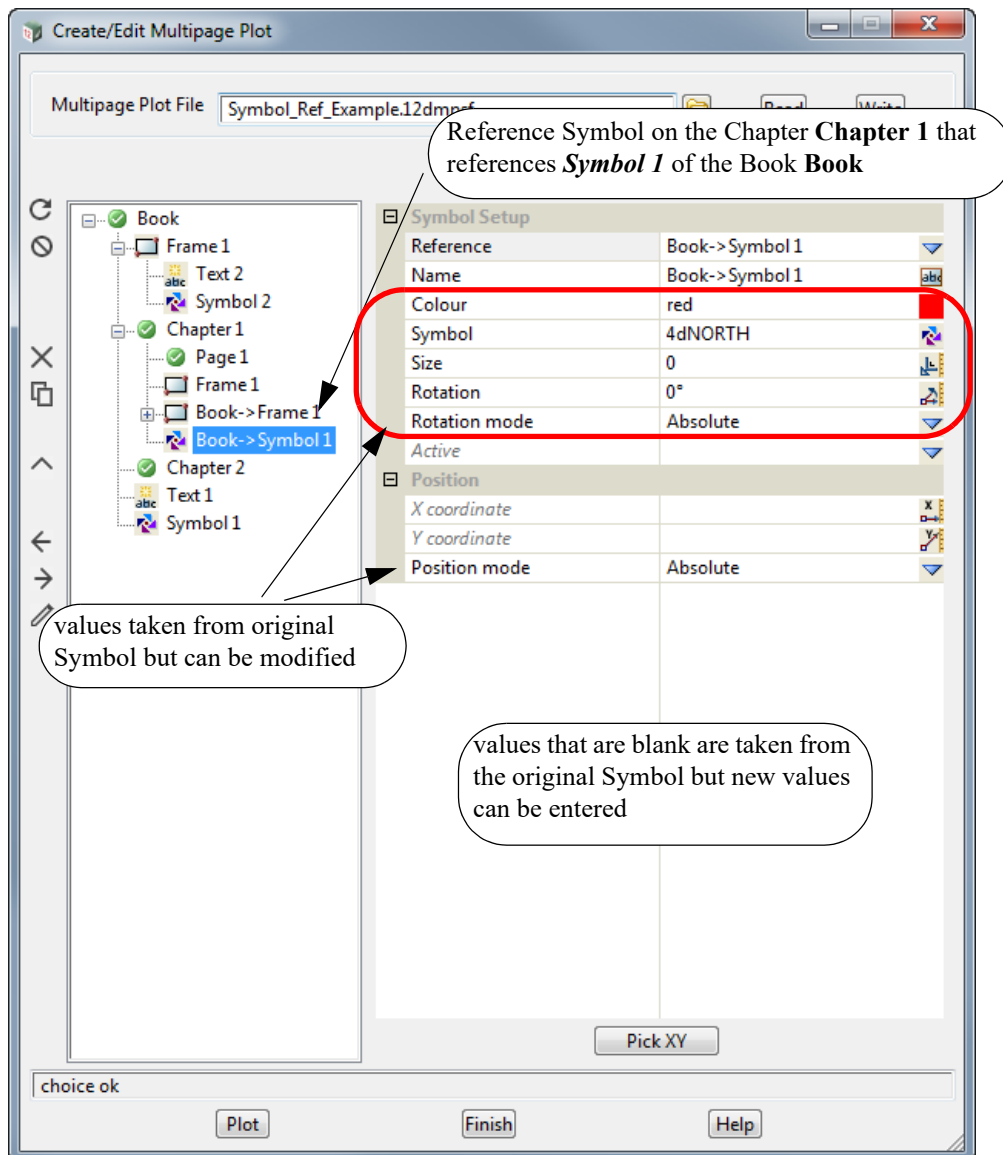 Create/Edit Multipage Plot
Multipage Plot File
Symbol_Ref_Example.12dmpcf
Read
Write
Reference Symbol on the Chapter Chapter 1 that
references Symbol 1 of the Book Book
Book
Frame 1
abc
Text 2
Symbol 2
Chapter 1
Page 1
Frame 1
Book->Frame 1
Book->Symbol 1
Chapter 2
abc
Text 1
Symbol 1
Symbol Setup
Reference
Book->Symbol 1
Name
Book->Symbol 1
abc
Colour
red
Symbol
4dNORTH
Size
0
Rotation
0°
Rotation mode
Absolute
Active
Position
X coordinate
X
Y coordinate
Y
Position mode
Absolute
values taken from original
Symbol but can be modified
values that are blank are taken from
the original Symbol but new values
can be entered
Pick XY
choice ok
Plot
Finish
Help